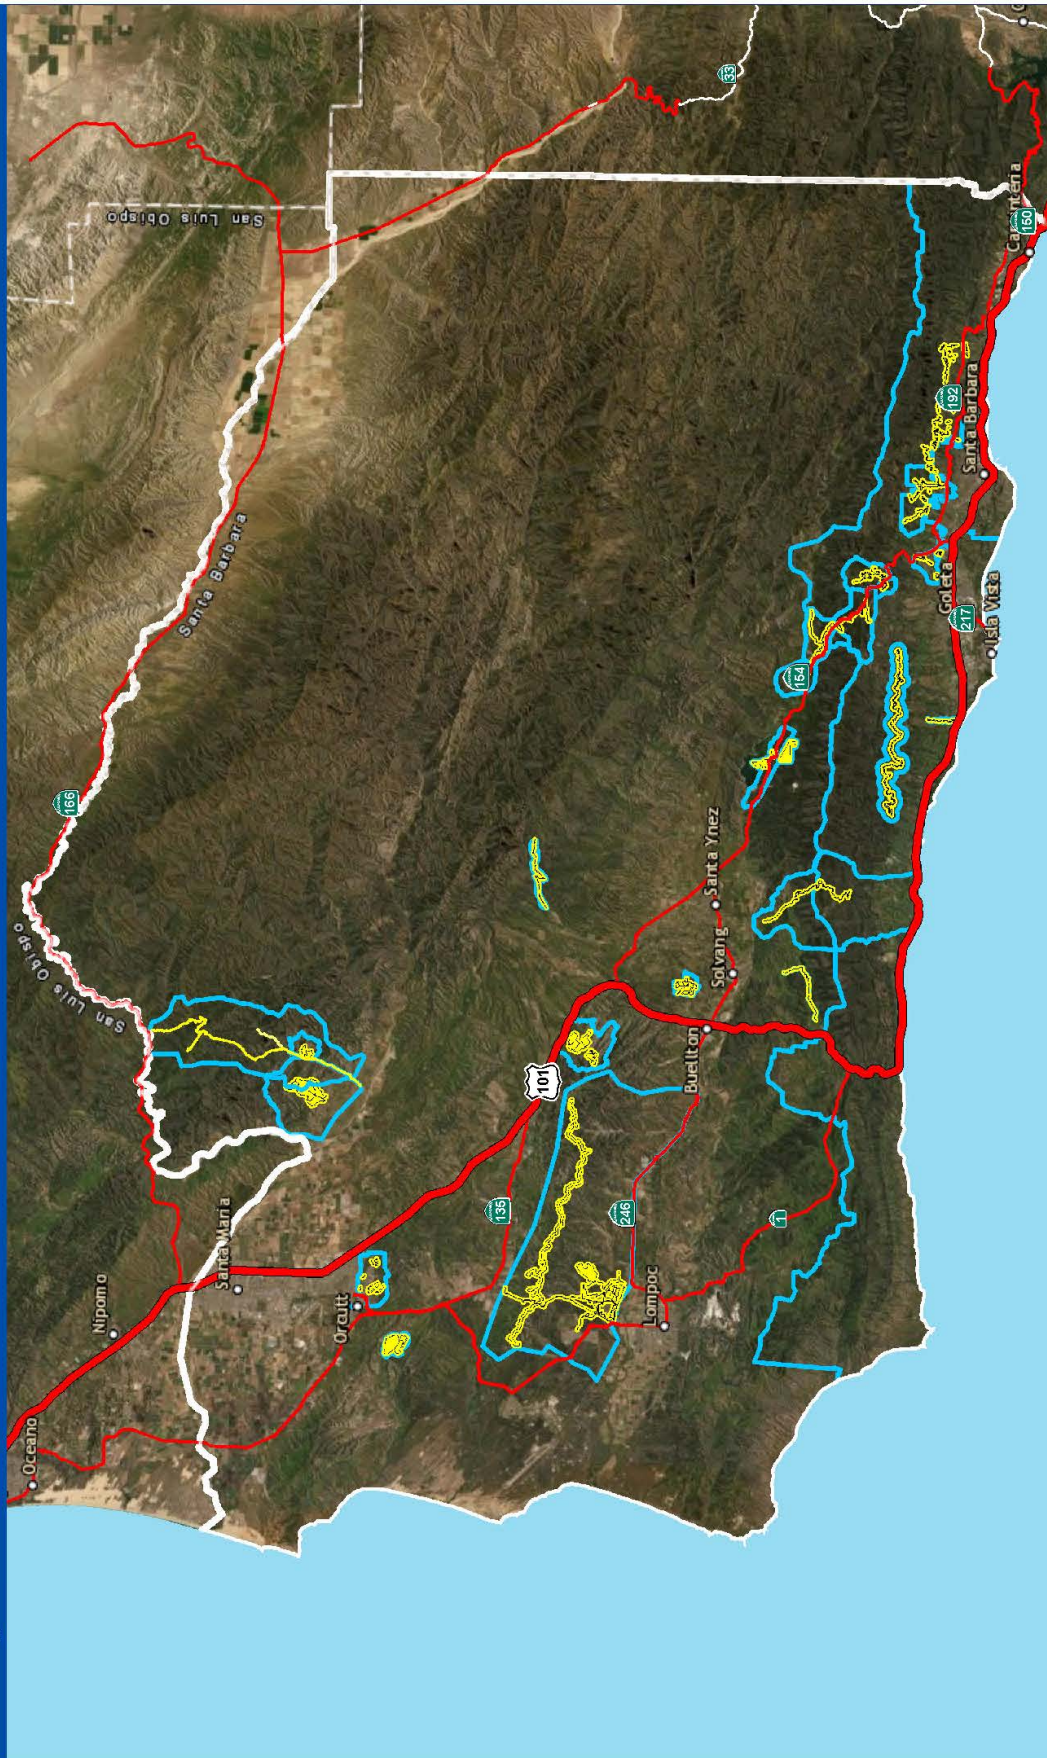 Oceano
Nipomo
Santa Maria
Orcutt
Lompoc
Buellton
Solvang
Santa Ynez
Goleta
Isla Vista
Santa Barbara
Carpinteria
San Luis Obispo
Santa Barbara
San Luis Obispo
166
33
101
135
246
1
154
217
192
150